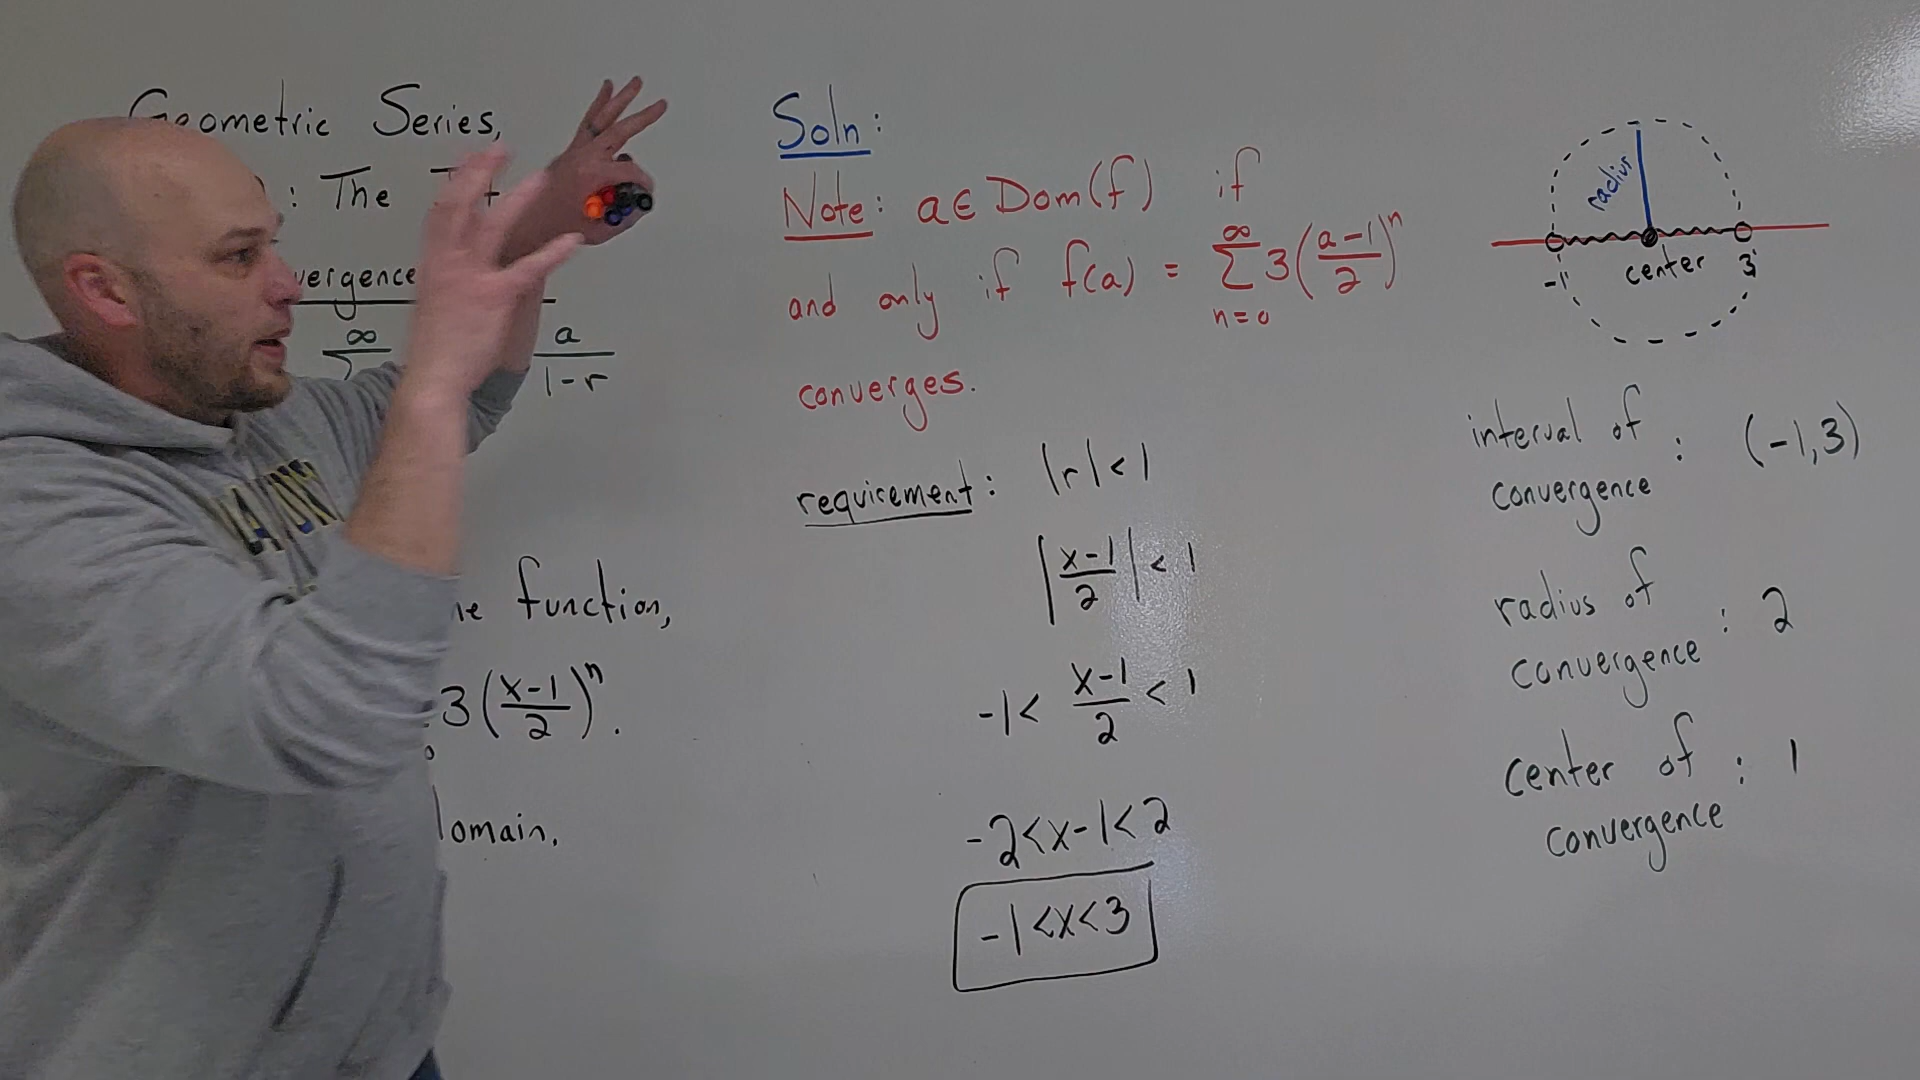 Geometric Series,
: The
vergence
∞
a
1-r
function,
3(x-1/2)^n.
domain.
Soln:
Note: a∈Dom(f) if
and only if f(a) = ∞∑n=0 3(a-1/2)^n
converges.
requirement: |r|<1
|x-1/2|<1
-1< x-1/2 <1
-2<x-1<2
-1<x<3
radius
-1 center 3
interval of
convergence : (-1,3)
radius of
convergence : 2
center of
convergence : 1